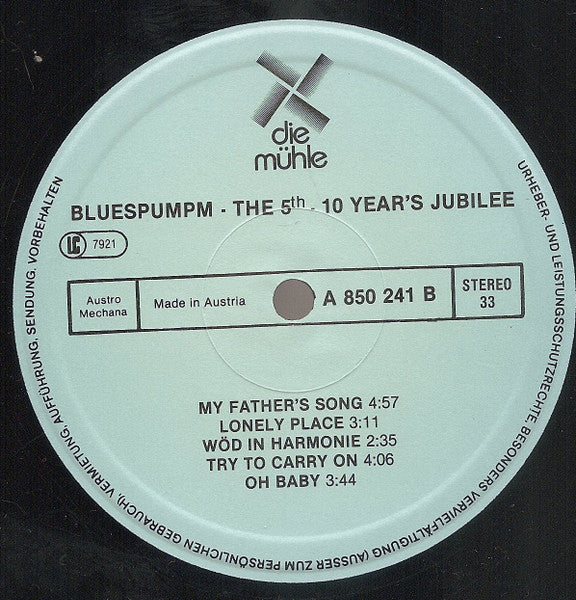 die
mühle
BLUESPUMPM - THE 5th - 10 YEAR'S JUBILEE
LC 7921
Austro
Mechana
Made in Austria
A 850 241 B
STEREO
33
MY FATHER'S SONG 4:57
LONELY PLACE 3:11
WÖD IN HARMONIE 2:35
TRY TO CARRY ON 4:06
OH BABY 3:44
URHEBER- UND LEISTUNGSSCHUTZRECHTE, BESONDERS VERVIELFÄLTIGUNG (AUSSER ZUM PERSÖNLICHEN GEBRAUCH), VERMIETUNG, AUFFÜHRUNG, SENDUNG, VORBEHALTEN